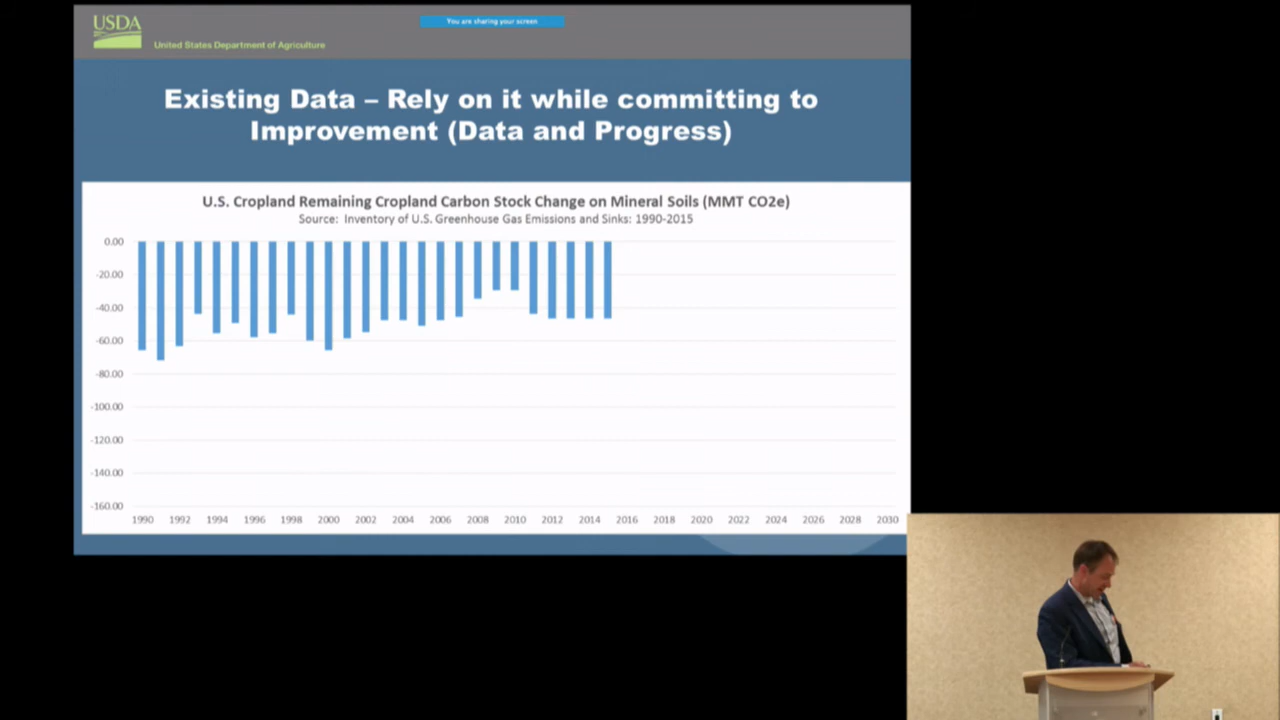 USDA
You are sharing your screen
United States Department of Agriculture
Existing Data – Rely on it while committing to
Improvement (Data and Progress)
U.S. Cropland Remaining Cropland Carbon Stock Change on Mineral Soils (MMT CO2e)
Source: Inventory of U.S. Greenhouse Gas Emissions and Sinks: 1990-2015
0.00
-20.00
-40.00
-60.00
-80.00
-100.00
-120.00
-140.00
-160.00
1990 1992 1994 1996 1998 2000 2002 2004 2006 2008 2010 2012 2014 2016 2018 2020 2022 2024 2026 2028 2030